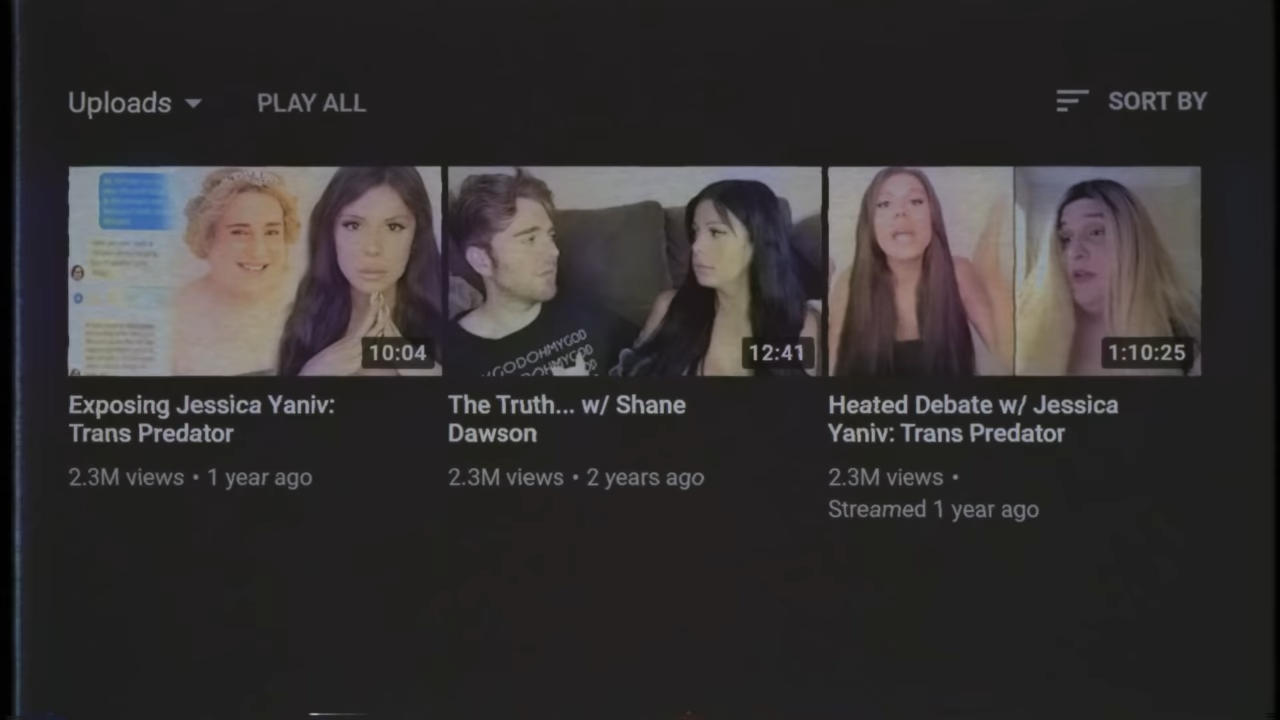 Uploads
PLAY ALL
SORT BY
10:04
GODOHMYGOD
12:41
1:10:25
Exposing Jessica Yaniv:
Trans Predator
2.3M views • 1 year ago
The Truth... w/ Shane
Dawson
2.3M views • 2 years ago
Heated Debate w/ Jessica
Yaniv: Trans Predator
2.3M views •
Streamed 1 year ago